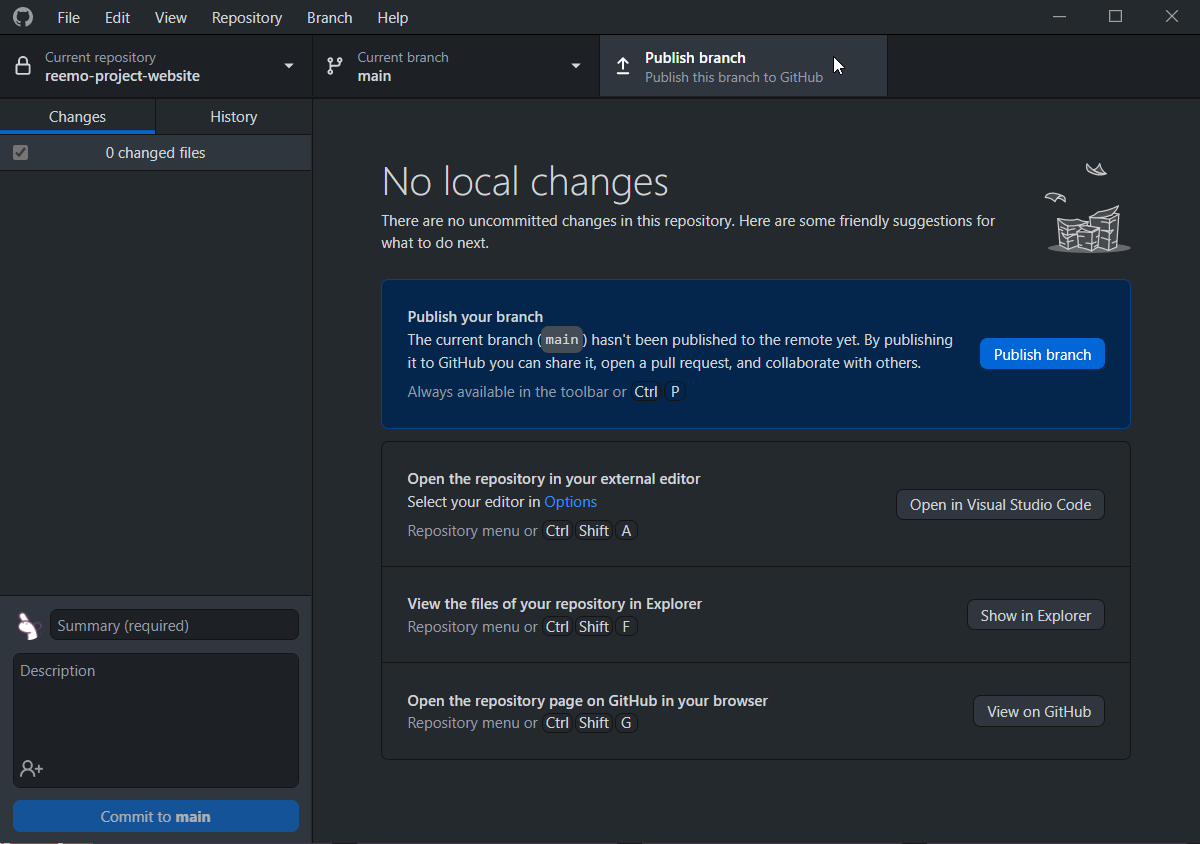 File Edit View Repository Branch Help
Current repository
reemo-project-website
Current branch
main
Publish branch
Publish this branch to GitHub
Changes History
0 changed files
No local changes
There are no uncommitted changes in this repository. Here are some friendly suggestions for
what to do next.
Publish your branch
The current branch (main) hasn't been published to the remote yet. By publishing
it to GitHub you can share it, open a pull request, and collaborate with others.
Always available in the toolbar or Ctrl P
Publish branch
Open the repository in your external editor
Select your editor in Options
Repository menu or Ctrl Shift A
Open in Visual Studio Code
View the files of your repository in Explorer
Repository menu or Ctrl Shift F
Show in Explorer
Open the repository page on GitHub in your browser
Repository menu or Ctrl Shift G
View on GitHub
Summary (required)
Description
Commit to main